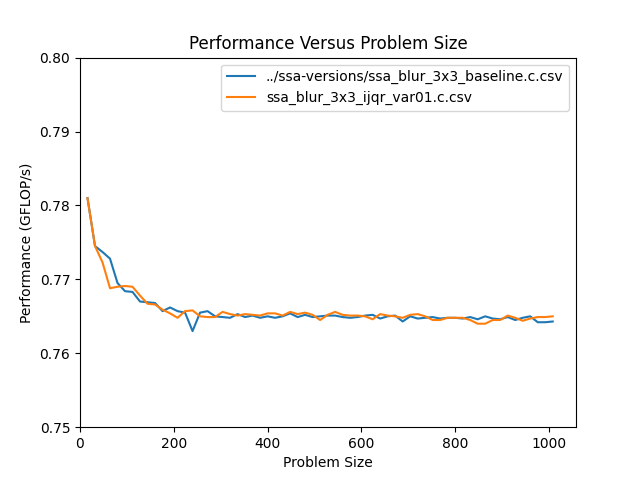 Performance Versus Problem Size
0.80
../ssa-versions/ssa_blur_3x3_baseline.c.csv
ssa_blur_3x3_ijqr_var01.c.csv
0.79
0.78
0.77
0.76
0.75
Performance (GFLOP/s)
0 200 400 600 800 1000
Problem Size